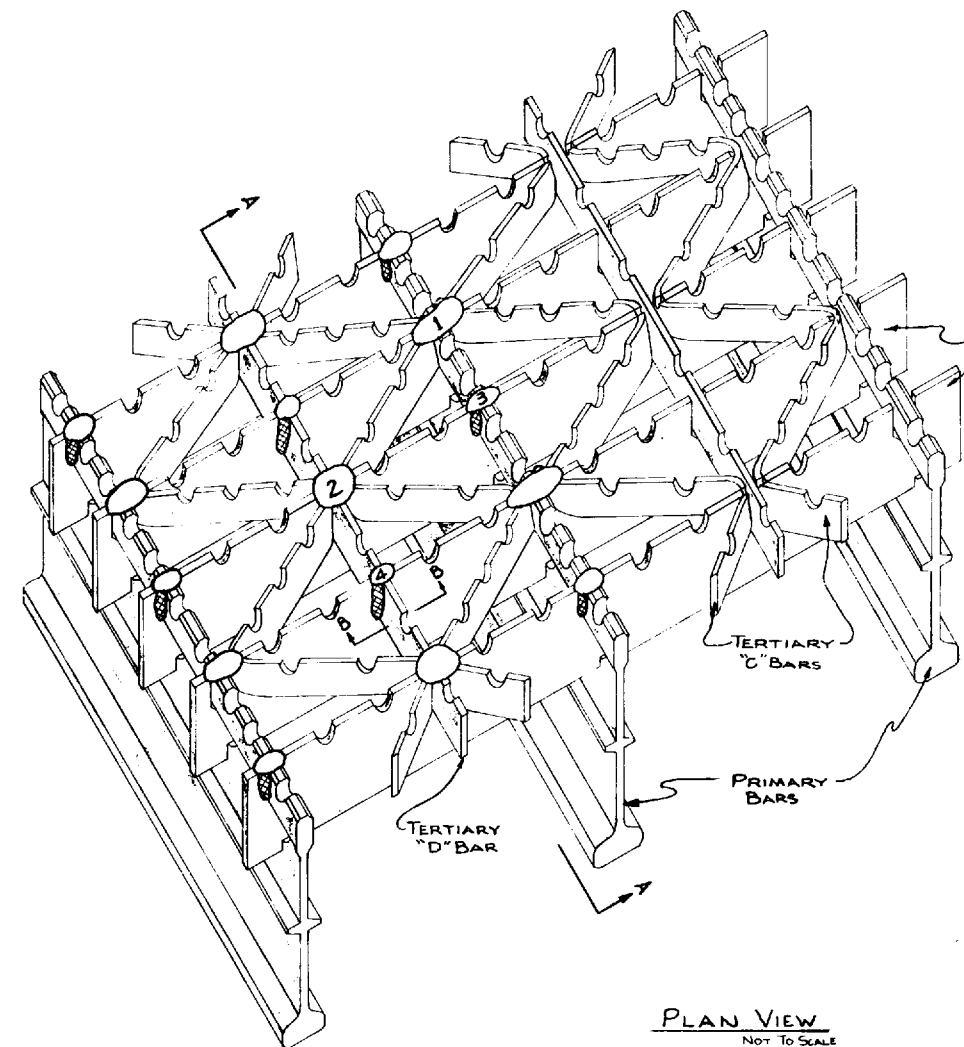 A
1
3
2
4
B
B
TERTIARY
"C" BARS
PRIMARY
BARS
TERTIARY
"D" BAR
A
PLAN VIEW
NOT TO SCALE